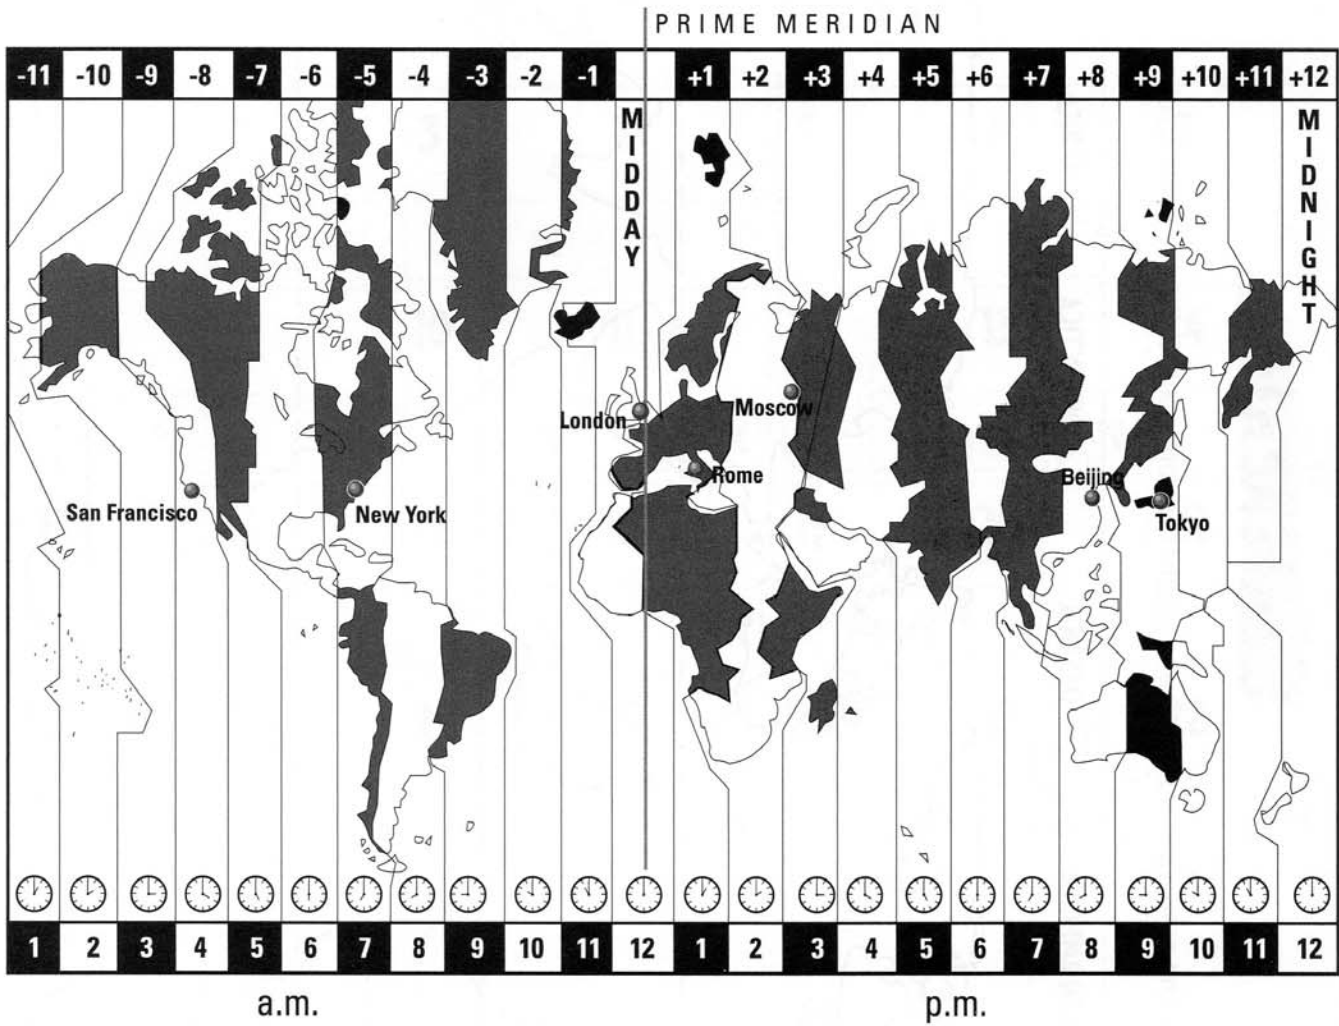 PRIME MERIDIAN
-11 -10 -9 -8 -7 -6 -5 -4 -3 -2 -1 +1 +2 +3 +4 +5 +6 +7 +8 +9 +10 +11 +12
MIDDAY
MIDNIGHT
London
Moscow
Rome
Beijing
San Francisco
New York
Tokyo
1 2 3 4 5 6 7 8 9 10 11 12 1 2 3 4 5 6 7 8 9 10 11 12
a.m. p.m.